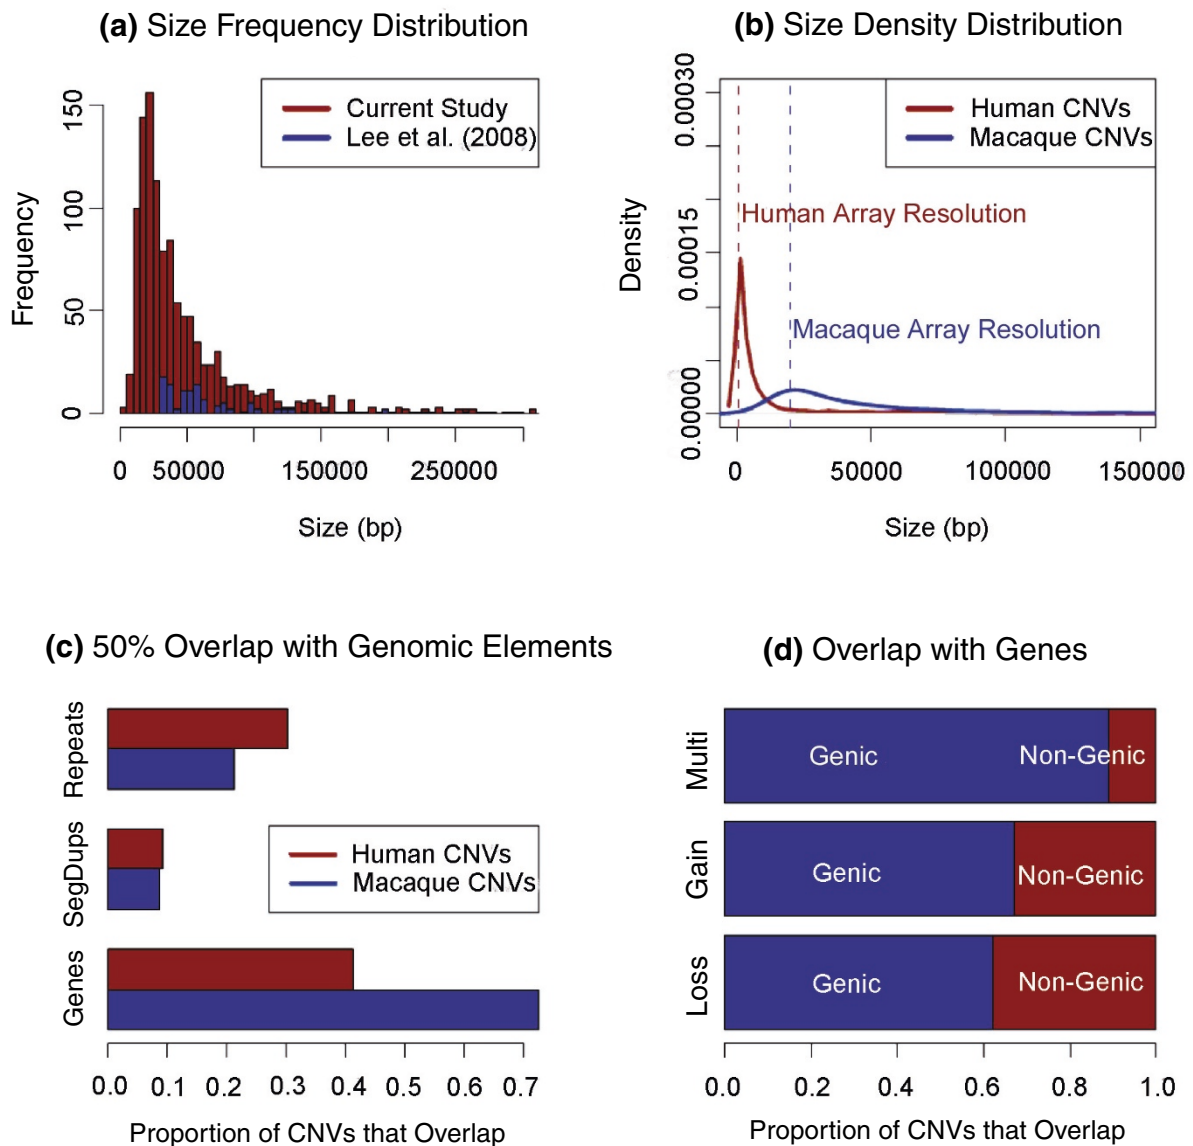 (a) Size Frequency Distribution
Current Study
Lee et al. (2008)
Frequency
150
100
50
0
0 50000 150000 250000
Size (bp)
(b) Size Density Distribution
Human CNVs
Macaque CNVs
Human Array Resolution
Macaque Array Resolution
Density
0.00030
0.00015
0.00000
0 50000 100000 150000
Size (bp)
(c) 50% Overlap with Genomic Elements
Repeats
SegDups
Genes
Human CNVs
Macaque CNVs
0.0 0.1 0.2 0.3 0.4 0.5 0.6 0.7
Proportion of CNVs that Overlap
(d) Overlap with Genes
Multi
Genic Non-Genic
Gain
Genic Non-Genic
Loss
Genic Non-Genic
0.0 0.2 0.4 0.6 0.8 1.0
Proportion of CNVs that Overlap